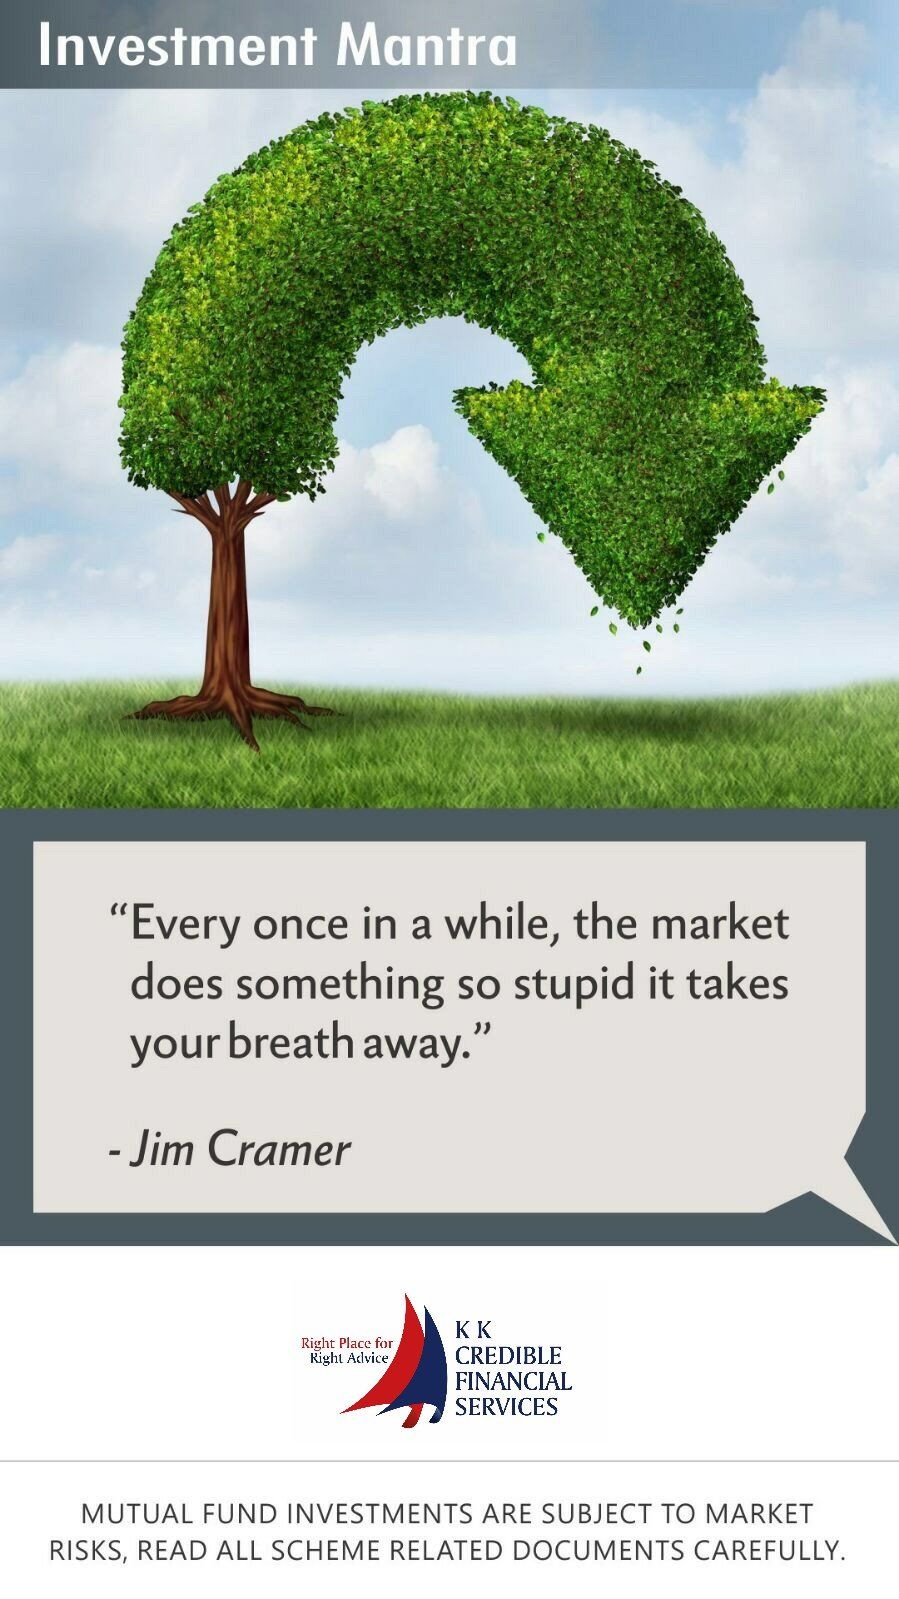 Investment Mantra
“Every once in a while, the market
does something so stupid it takes
your breath away.”
- Jim Cramer
Right Place for
Right Advice
K K
CREDIBLE
FINANCIAL
SERVICES
MUTUAL FUND INVESTMENTS ARE SUBJECT TO MARKET
RISKS, READ ALL SCHEME RELATED DOCUMENTS CAREFULLY.